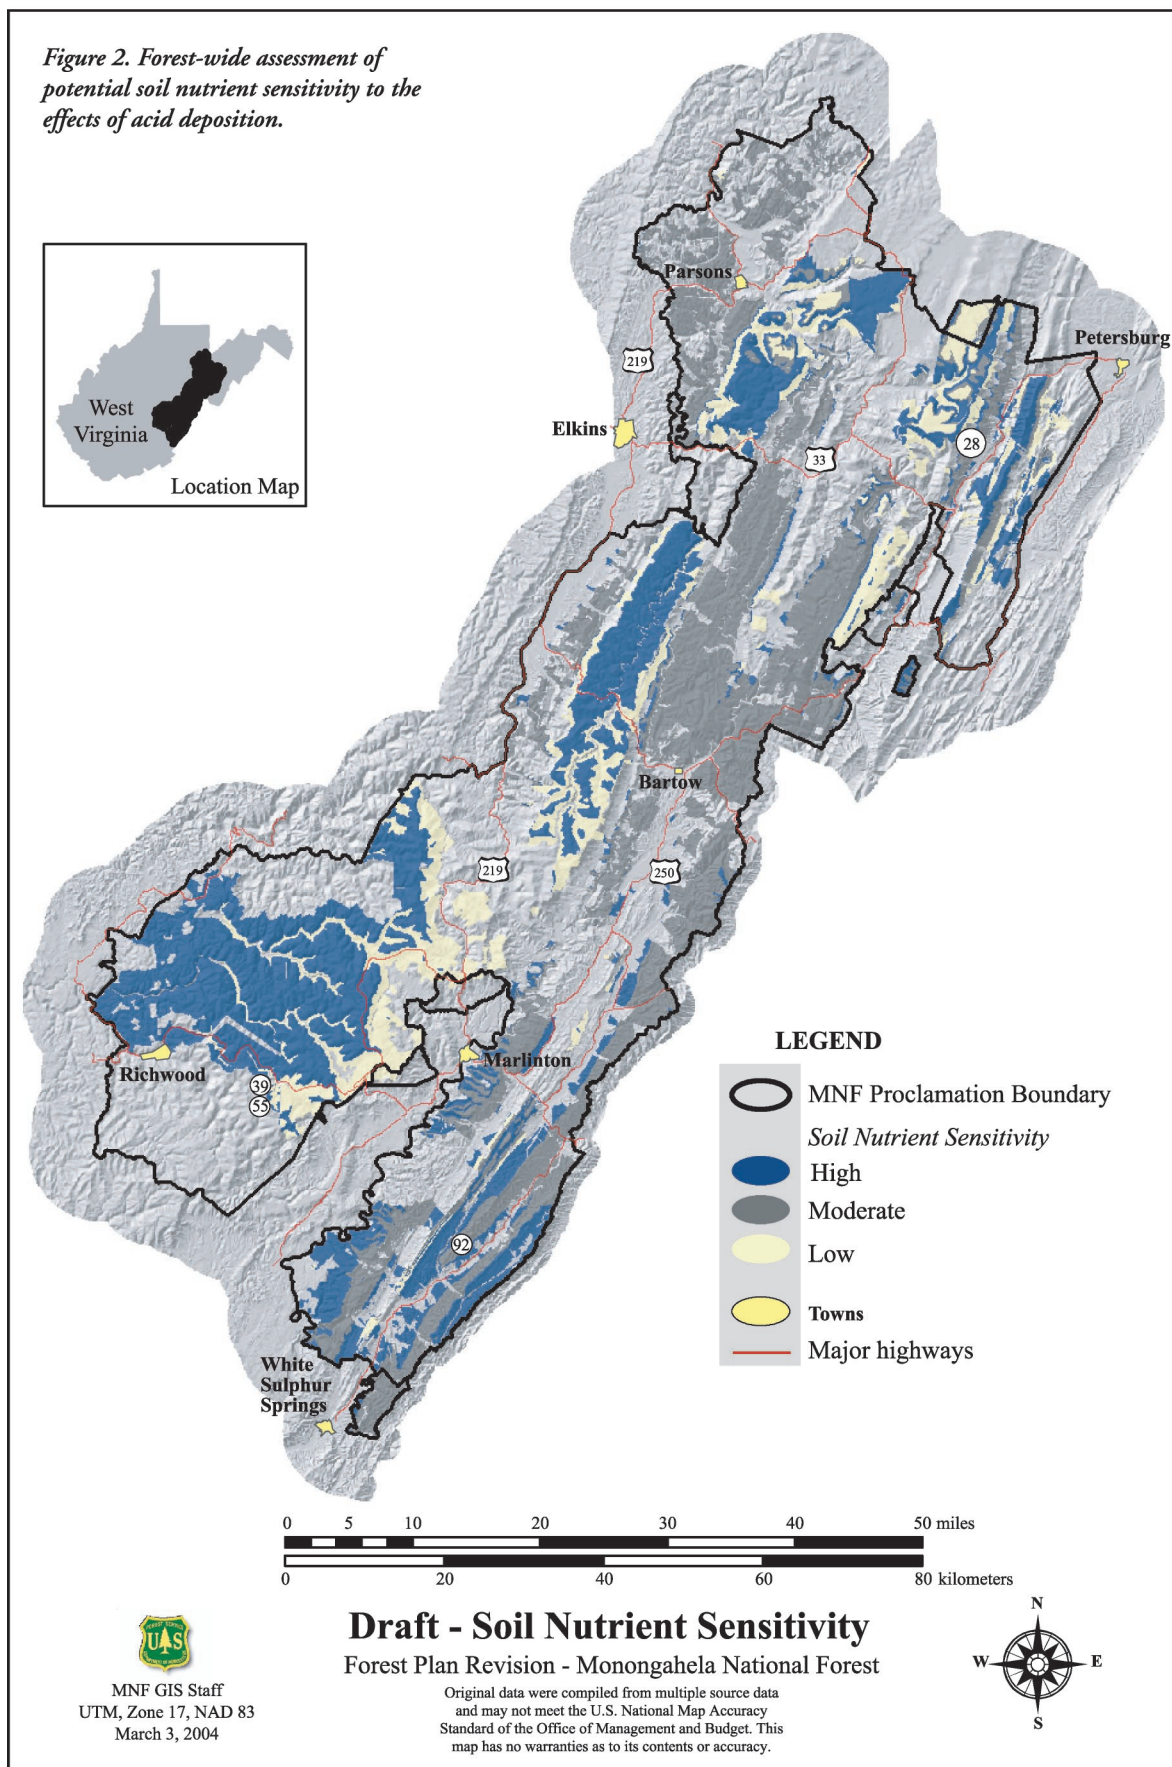 Figure 2. Forest-wide assessment of
potential soil nutrient sensitivity to the
effects of acid deposition.
West
Virginia
Location Map
Parsons
Petersburg
219
Elkins
28
33
Bartow
219
250
Richwood
39
55
Marlinton
92
White
Sulphur
Springs
LEGEND
MNF Proclamation Boundary
Soil Nutrient Sensitivity
High
Moderate
Low
Towns
Major highways
0 5 10 20 30 40 50 miles
0 20 40 60 80 kilometers
U S
MNF GIS Staff
UTM, Zone 17, NAD 83
March 3, 2004
Draft - Soil Nutrient Sensitivity
Forest Plan Revision - Monongahela National Forest
Original data were compiled from multiple source data
and may not meet the U.S. National Map Accuracy
Standard of the Office of Management and Budget. This
map has no warranties as to its contents or accuracy.
N
W E
S